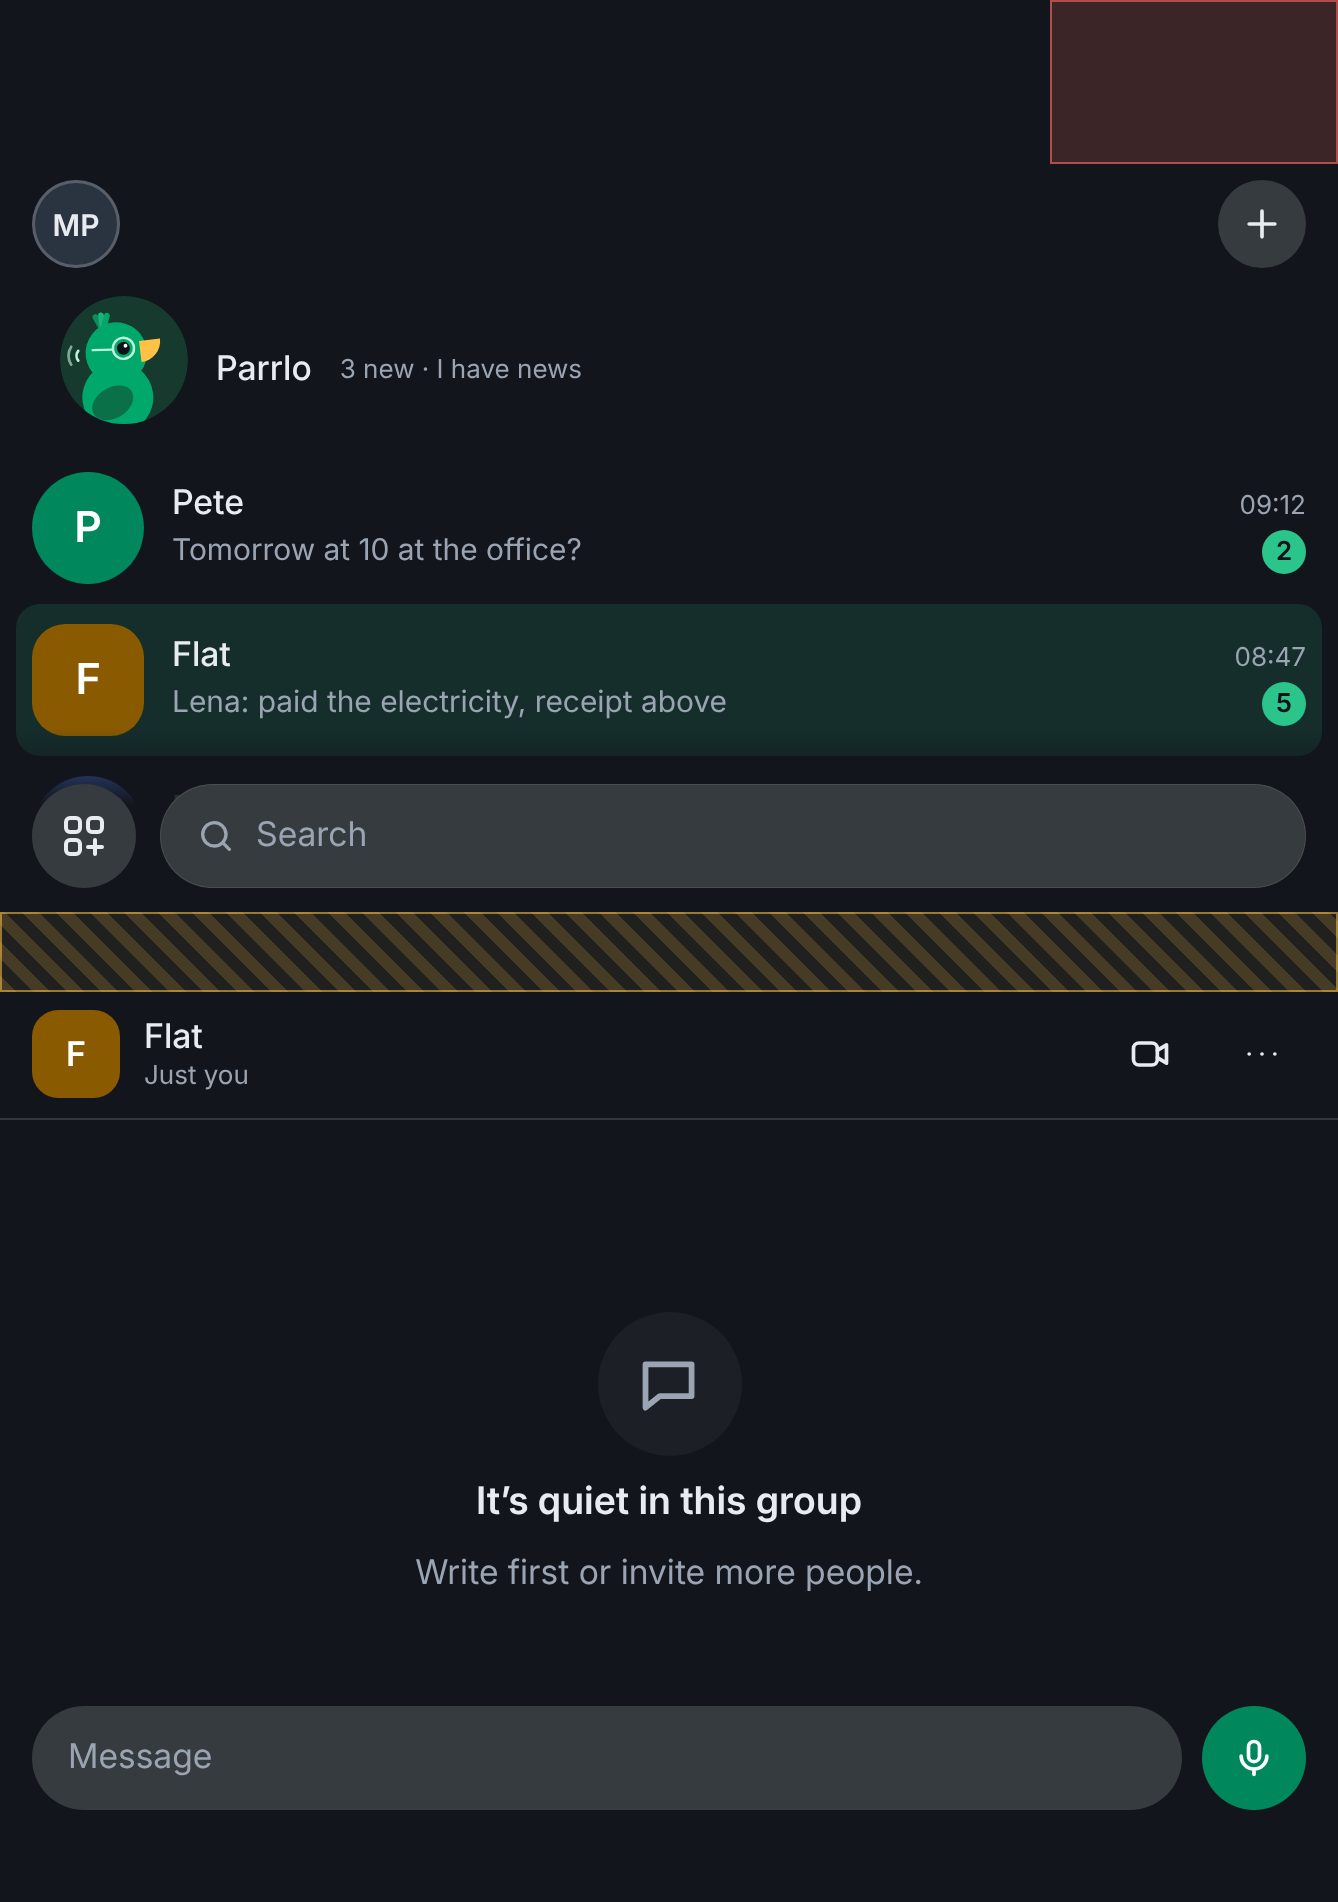 MP
Parrlo 3 new · I have news
P
Pete
09:12
Tomorrow at 10 at the office?
2
F
Flat
08:47
Lena: paid the electricity, receipt above
5
Search
F
Flat
Just you
It’s quiet in this group
Write first or invite more people.
Message